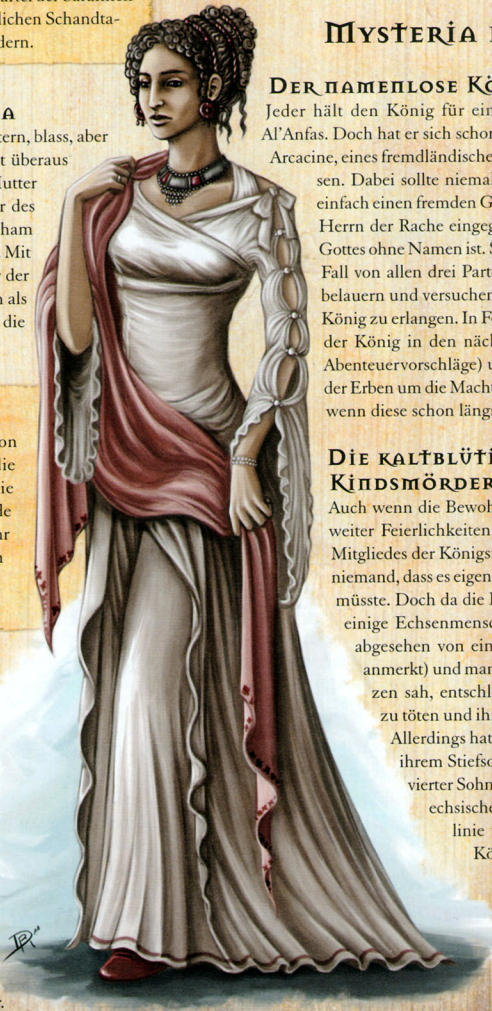 lichen Schandta-
dern.
A
tern, blass, aber
t überaus
Mutter
r des
ham
Mit
der
n als
die
on
die
ie
de
hr
n
r.
Mysteria
Der namenlose Kö
Jeder hält den König für ein
Al'Anfas. Doch hat er sich schon
Arcacine, eines fremdländische
sen. Dabei sollte niema
einfach einen fremden G
Herrn der Rache eingeg
Gottes ohne Namen ist. S
Fall von allen drei Part
belauern und versuchen
König zu erlangen. In F
der König in den näch
Abenteuervorschläge) u
der Erben um die Mach
wenn diese schon längs
Die kaltblüti
Kindsmörder
Auch wenn die Bewoh
weiter Feierlichkeiten
Mitgliedes der Königs
niemand, dass es eigen
müsste. Doch da die
einige Echsenmensc
abgesehen von ein
anmerkt) und man
zen sah, entschl
zu töten und ih
Allerdings hat
ihrem Stiefso
vierter Sohn
echsische
linie
Kö